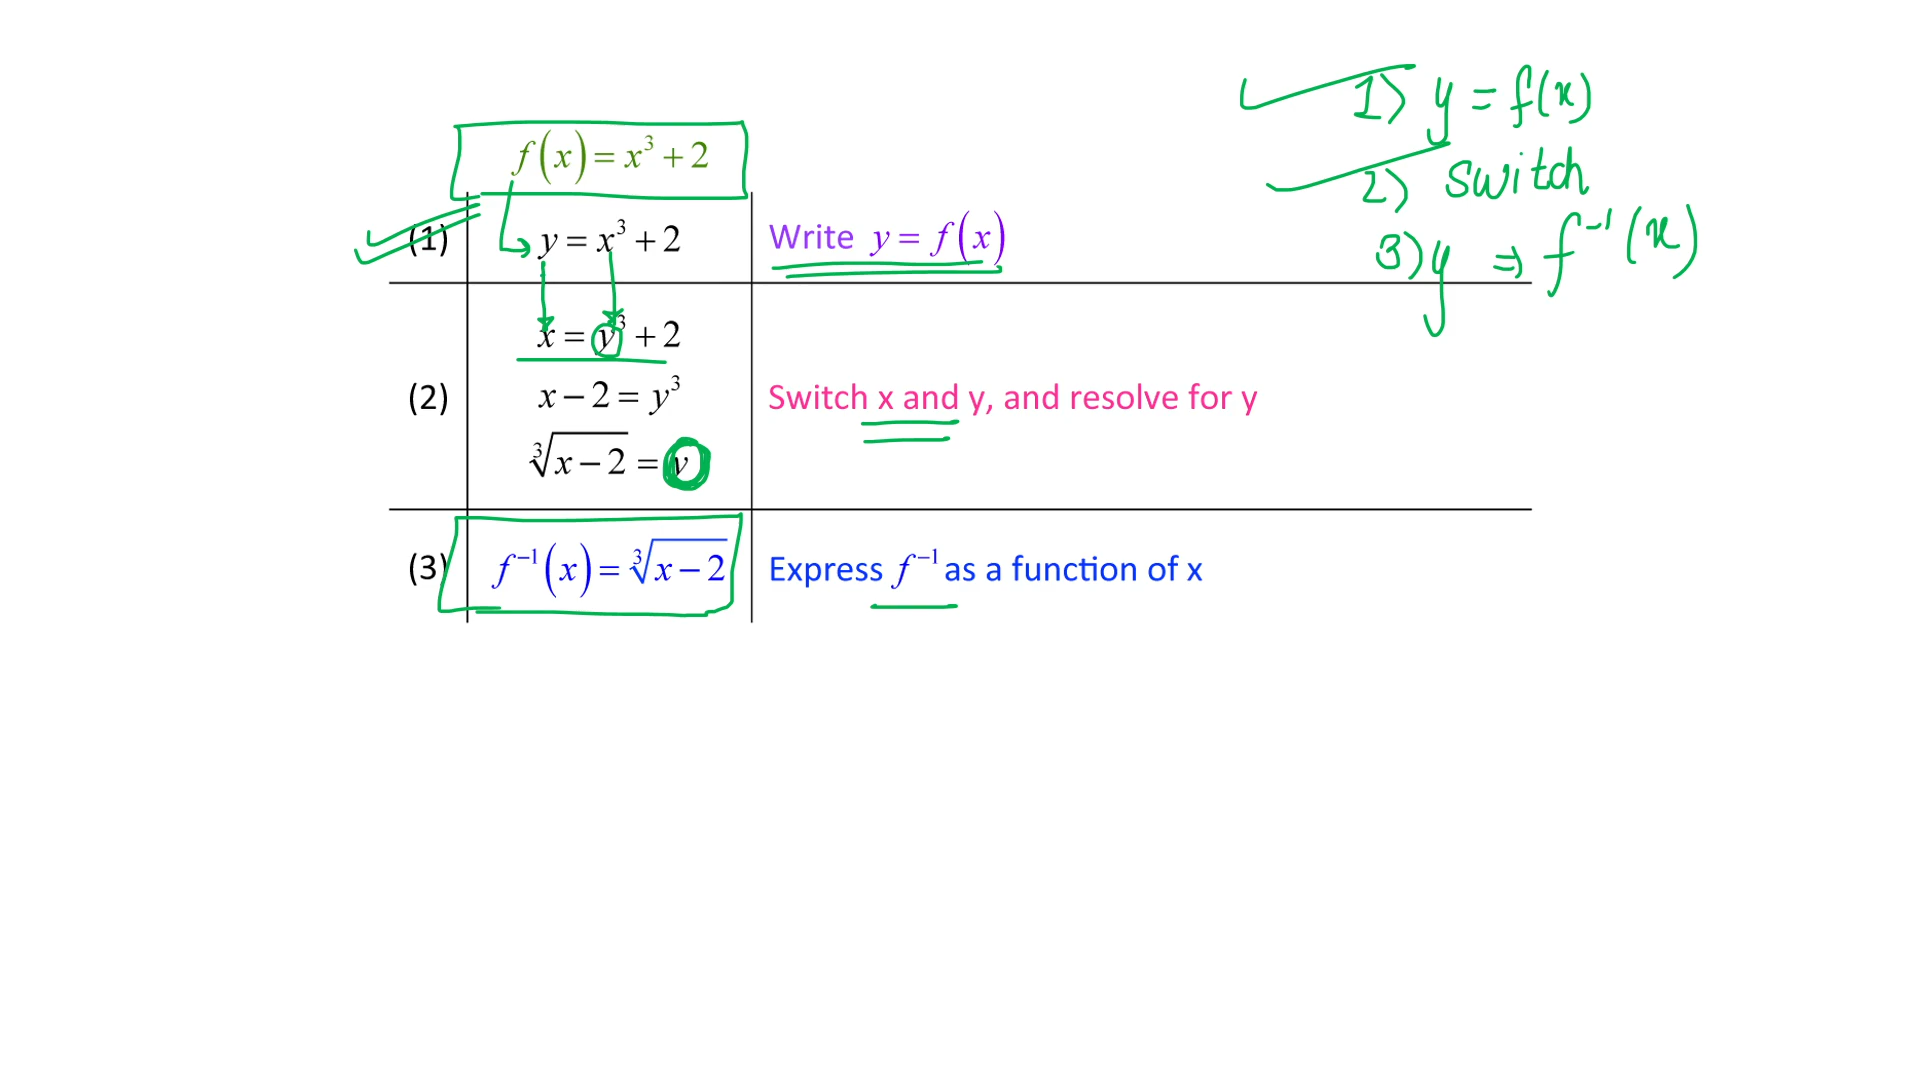 1) y = f(x)
2) switch
3) y ⇒ f⁻¹(x)
f(x) = x³ + 2
(1) y = x³ + 2 Write y = f(x)
x = y³ + 2
(2) x − 2 = y³ Switch x and y, and resolve for y
∛(x − 2) = y
(3) f⁻¹(x) = ∛(x − 2) Express f⁻¹ as a function of x